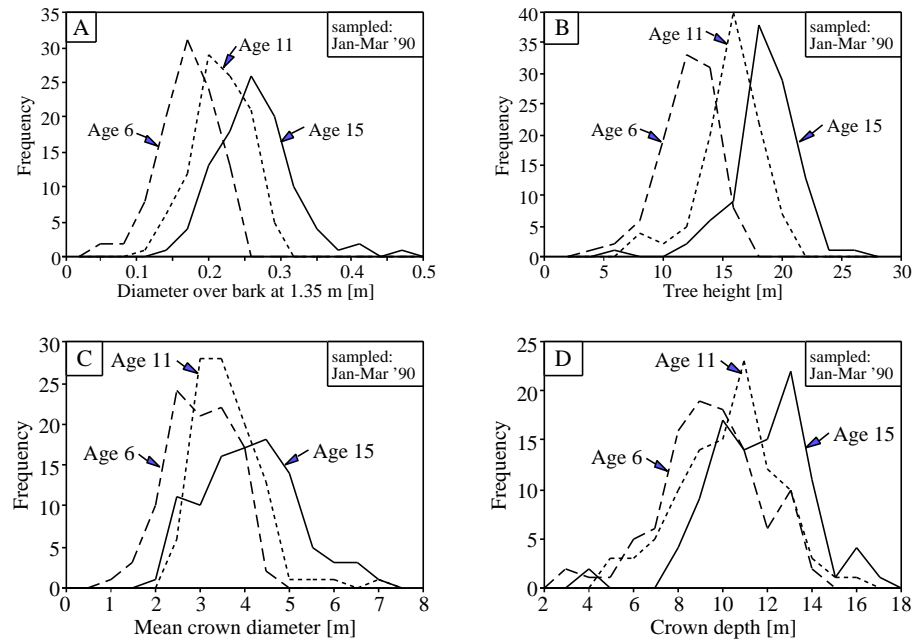 A
sampled:
Jan-Mar ’90
Age 11
Age 6
Age 15
Frequency
35
30
25
20
15
10
5
0
0 0.1 0.2 0.3 0.4 0.5
Diameter over bark at 1.35 m [m]
B
sampled:
Jan-Mar ’90
Age 11
Age 6
Age 15
Frequency
40
35
30
25
20
15
10
5
0
0 5 10 15 20 25 30
Tree height [m]
C
sampled:
Jan-Mar ’90
Age 11
Age 6
Age 15
Frequency
30
25
20
15
10
5
0
0 1 2 3 4 5 6 7 8
Mean crown diameter [m]
D
sampled:
Jan-Mar ’90
Age 11
Age 6
Age 15
Frequency
25
20
15
10
5
0
2 4 6 8 10 12 14 16 18
Crown depth [m]